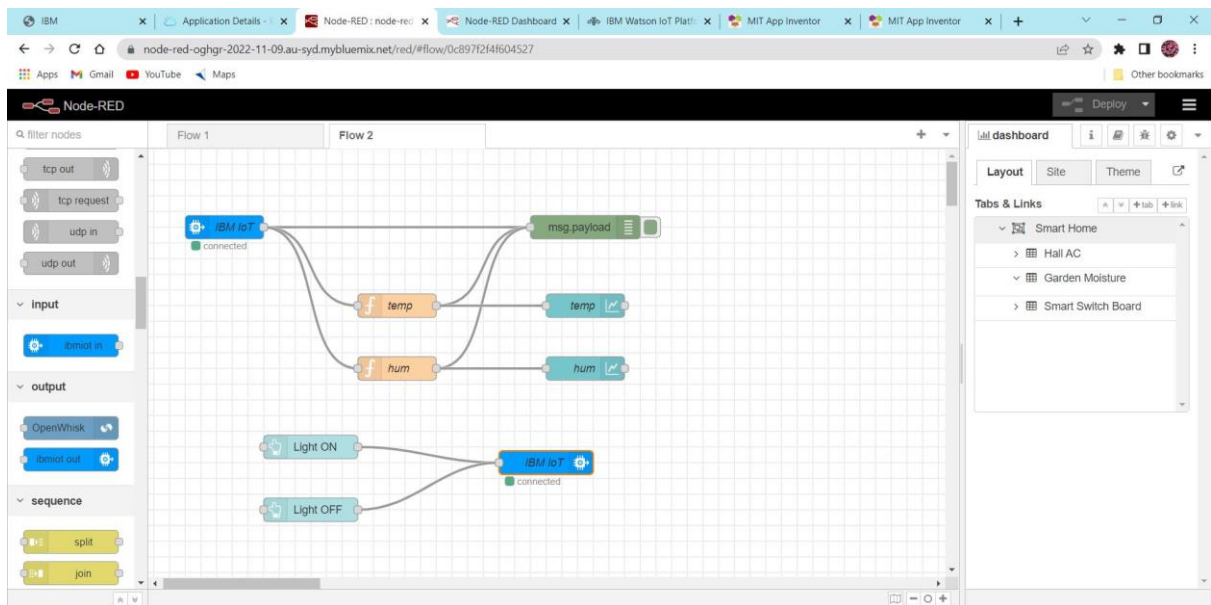 IBM
Application Details - S
Node-RED : node-red
Node-RED Dashboard
IBM Watson IoT Platfo
MIT App Inventor
MIT App Inventor
node-red-oghgr-2022-11-09.au-syd.mybluemix.net/red/#flow/0c897f2f4f604527
Apps
Gmail
YouTube
Maps
Other bookmarks
Node-RED
Deploy
filter nodes
Flow 1
Flow 2
dashboard
tcp out
tcp request
udp in
udp out
input
ibmiot in
output
OpenWhisk
ibmiot out
sequence
split
join
IBM IoT
connected
msg.payload
temp
temp
hum
hum
Light ON
Light OFF
IBM IoT
connected
Layout
Site
Theme
Tabs & Links
+tab
+link
Smart Home
Hall AC
Garden Moisture
Smart Switch Board